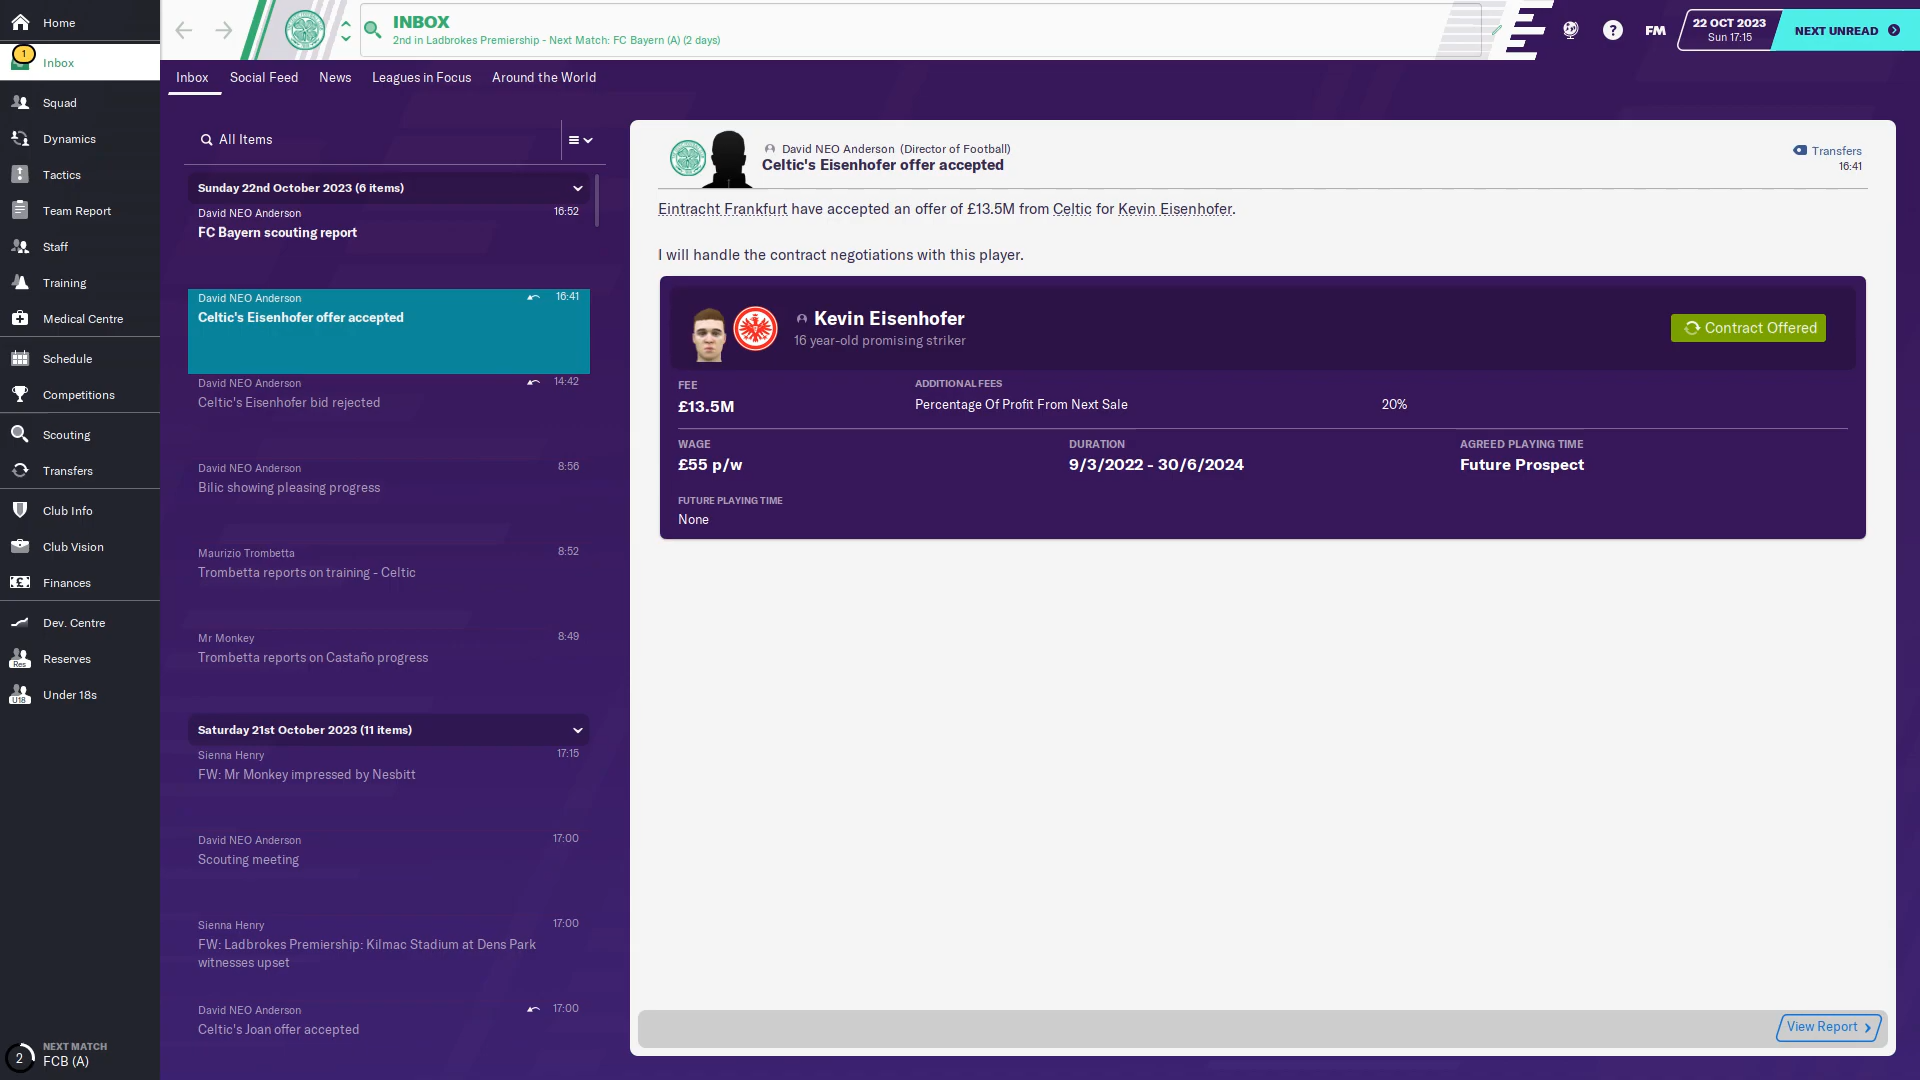 Home
1
Inbox
Squad
Dynamics
Tactics
Team Report
Staff
Training
Medical Centre
Schedule
Competitions
Scouting
Transfers
Club Info
Club Vision
Finances
Dev. Centre
Res
Reserves
U18
Under 18s
2
NEXT MATCH
FCB (A)
INBOX
2nd in Ladbrokes Premiership - Next Match: FC Bayern (A) (2 days)
?
FM
22 OCT 2023
Sun 17:15
NEXT UNREAD
Inbox
Social Feed
News
Leagues in Focus
Around the World
All Items
Sunday 22nd October 2023 (6 items)
David NEO Anderson 16:52
FC Bayern scouting report
David NEO Anderson 16:41
Celtic's Eisenhofer offer accepted
David NEO Anderson 14:42
Celtic's Eisenhofer bid rejected
David NEO Anderson 8:56
Bilic showing pleasing progress
Maurizio Trombetta 8:52
Trombetta reports on training - Celtic
Mr Monkey 8:49
Trombetta reports on Castaño progress
Saturday 21st October 2023 (11 items)
Sienna Henry 17:15
FW: Mr Monkey impressed by Nesbitt
David NEO Anderson 17:00
Scouting meeting
Sienna Henry 17:00
FW: Ladbrokes Premiership: Kilmac Stadium at Dens Park
witnesses upset
David NEO Anderson 17:00
Celtic's Joan offer accepted
David NEO Anderson (Director of Football)
Celtic's Eisenhofer offer accepted
Transfers
16:41
Eintracht Frankfurt have accepted an offer of £13.5M from Celtic for Kevin Eisenhofer.
I will handle the contract negotiations with this player.
Kevin Eisenhofer
16 year-old promising striker
Contract Offered
FEE
£13.5M
ADDITIONAL FEES
Percentage Of Profit From Next Sale 20%
WAGE
£55 p/w
DURATION
9/3/2022 - 30/6/2024
AGREED PLAYING TIME
Future Prospect
FUTURE PLAYING TIME
None
View Report